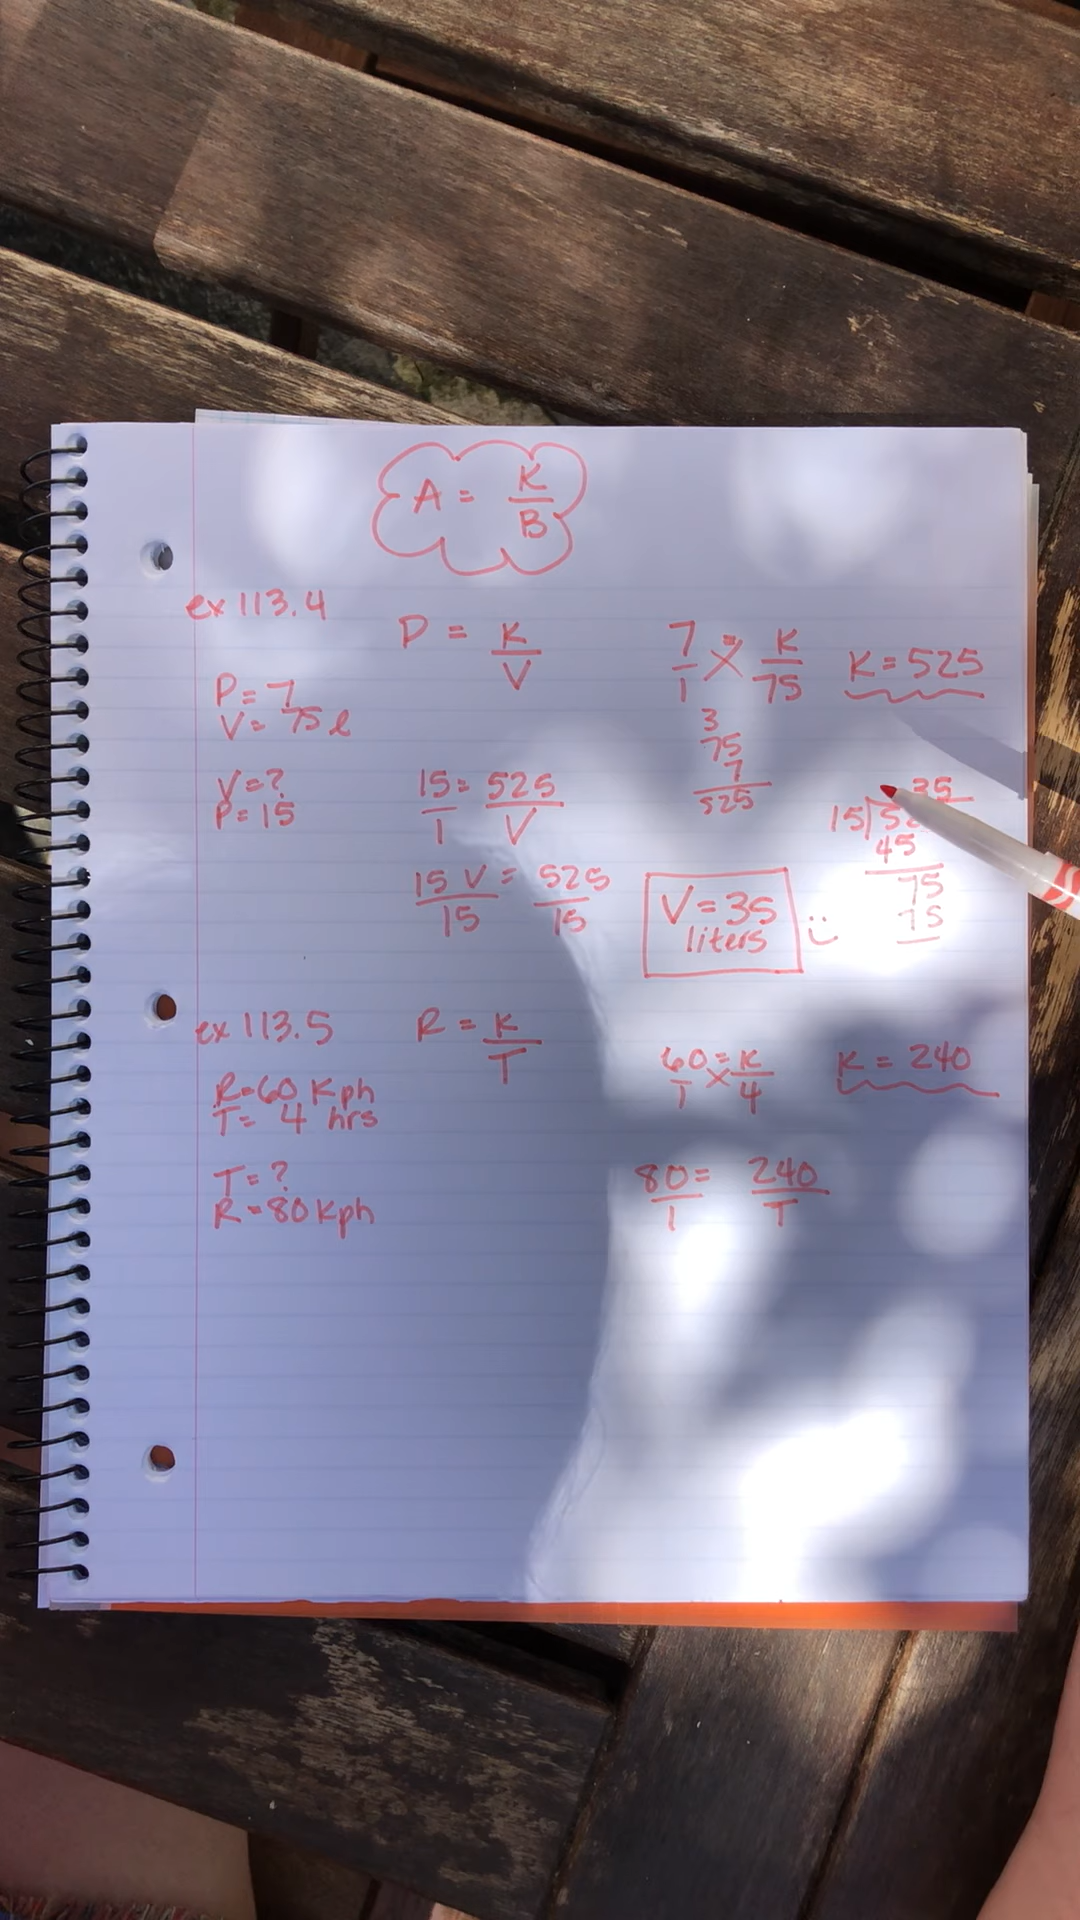 A = K
B
ex 113.4
P = K
V
P = 7
V = 75 l
7 = K
1 75
K = 525
3
75
7
525
V = ?
P = 15
15 = 525
1 V
15 V = 525
15 15
V = 35
liters
35
15
45
75
75
ex 113.5
R = K
T
R = 60 Kph
T = 4 hrs
60 = K
1 4
K = 240
T = ?
R = 80 Kph
80 = 240
1 T